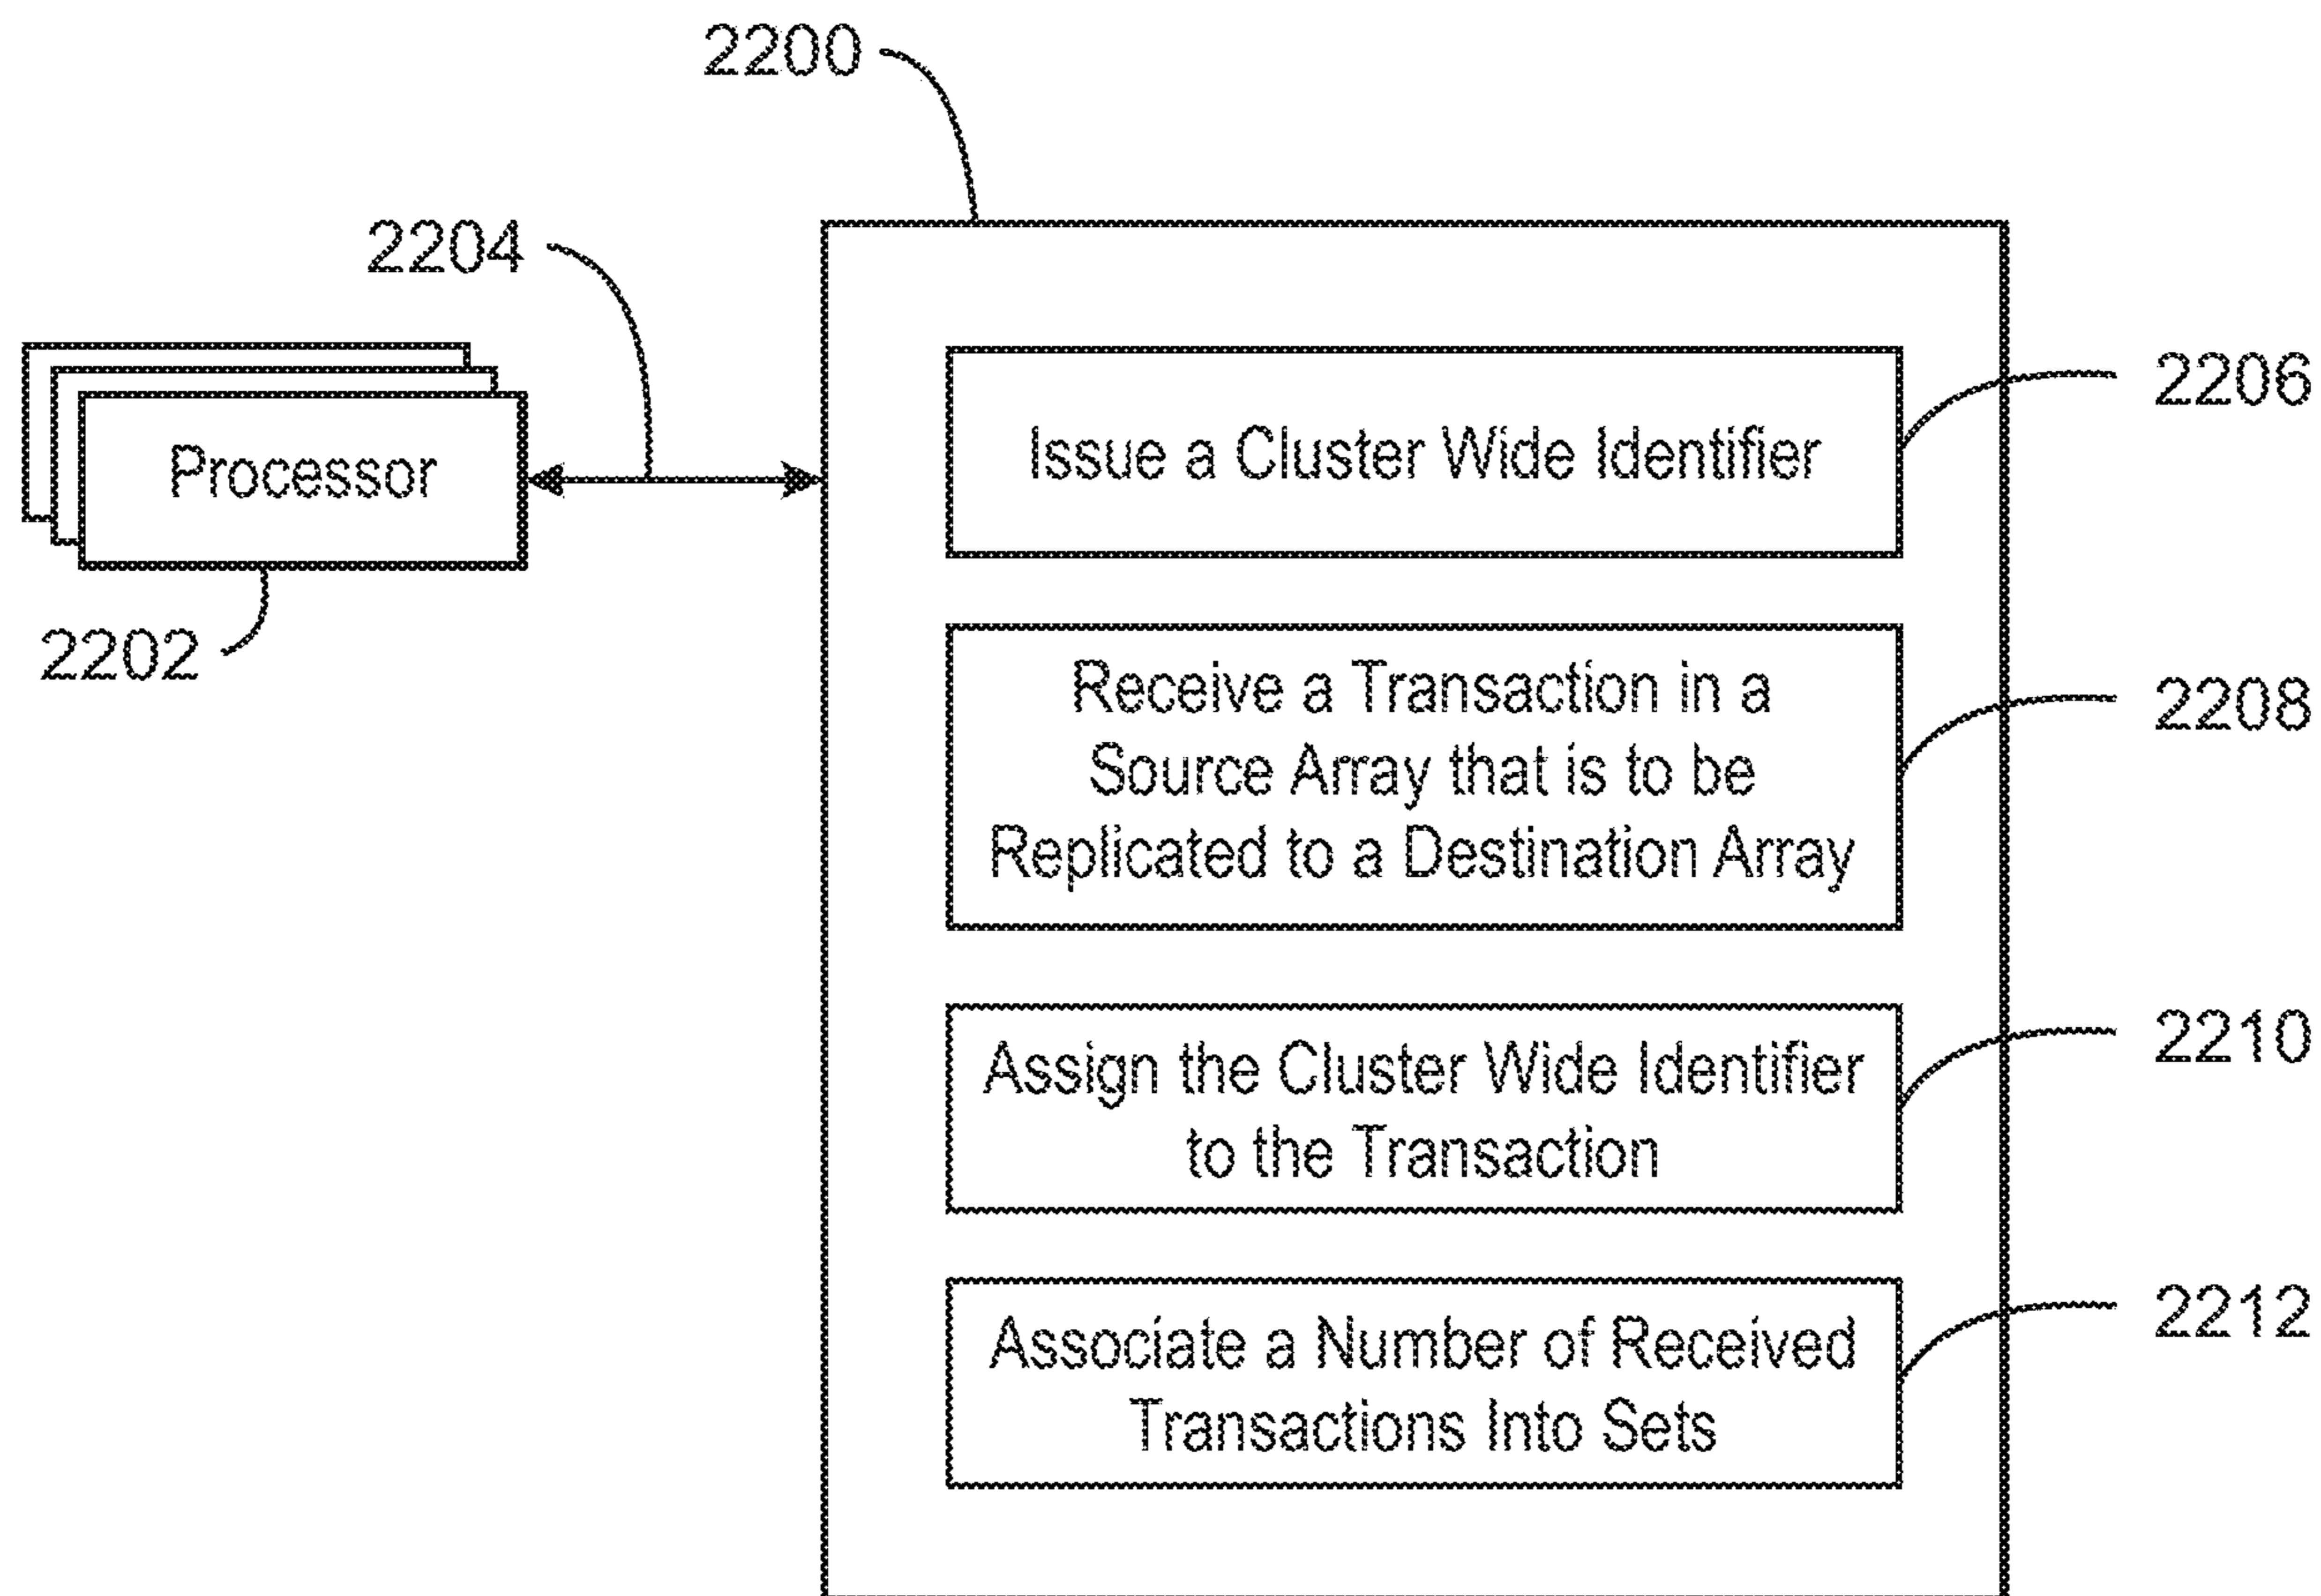 2200
2204
Processor
2202
Issue a Cluster Wide Identifier
2206
Receive a Transaction in a
Source Array that is to be
Replicated to a Destination Array
2208
Assign the Cluster Wide Identifier
to the Transaction
2210
Associate a Number of Received
Transactions Into Sets
2212